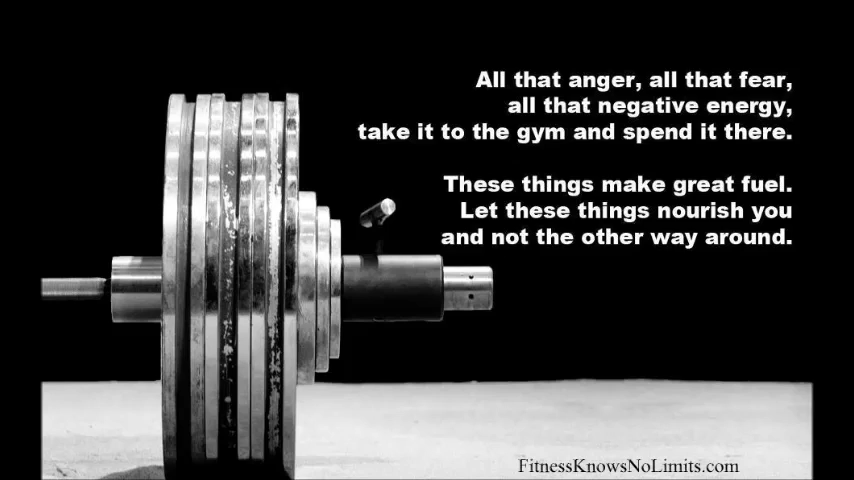 All that anger, all that fear,
all that negative energy,
take it to the gym and spend it there.
These things make great fuel.
Let these things nourish you
and not the other way around.
FitnessKnowsNoLimits.com